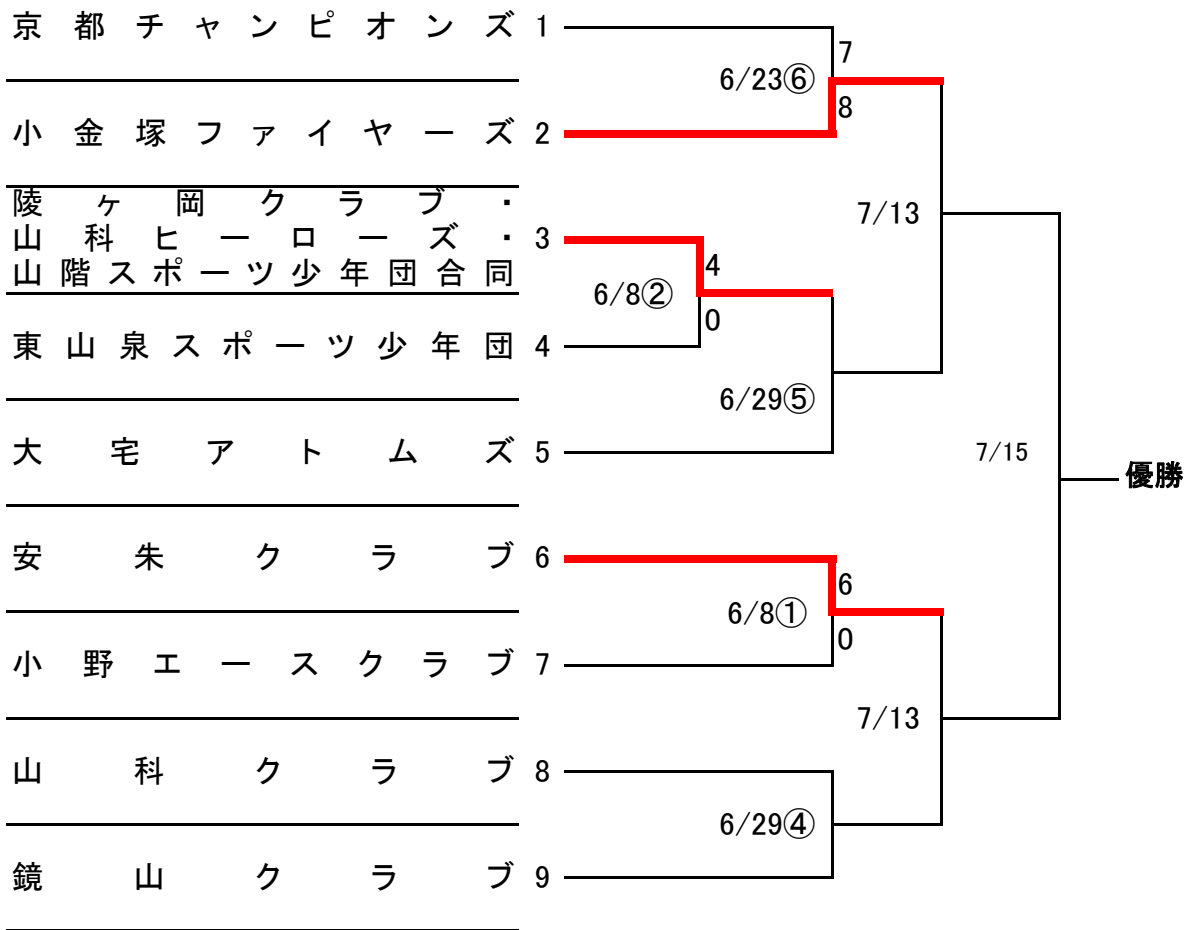 京都チャンピオンズ 1
7
6/23⑥
8
小金塚ファイヤーズ 2
陵ヶ岡クラブ・
山科ヒーローズ・ 3
山階スポーツ少年団合同
7/13
4
6/8②
0
東山泉スポーツ少年団 4
6/29⑤
大宅アトムズ 5
7/15
優勝
安朱クラブ 6
6
6/8①
0
小野エースクラブ 7
7/13
山科クラブ 8
6/29④
鏡山クラブ 9